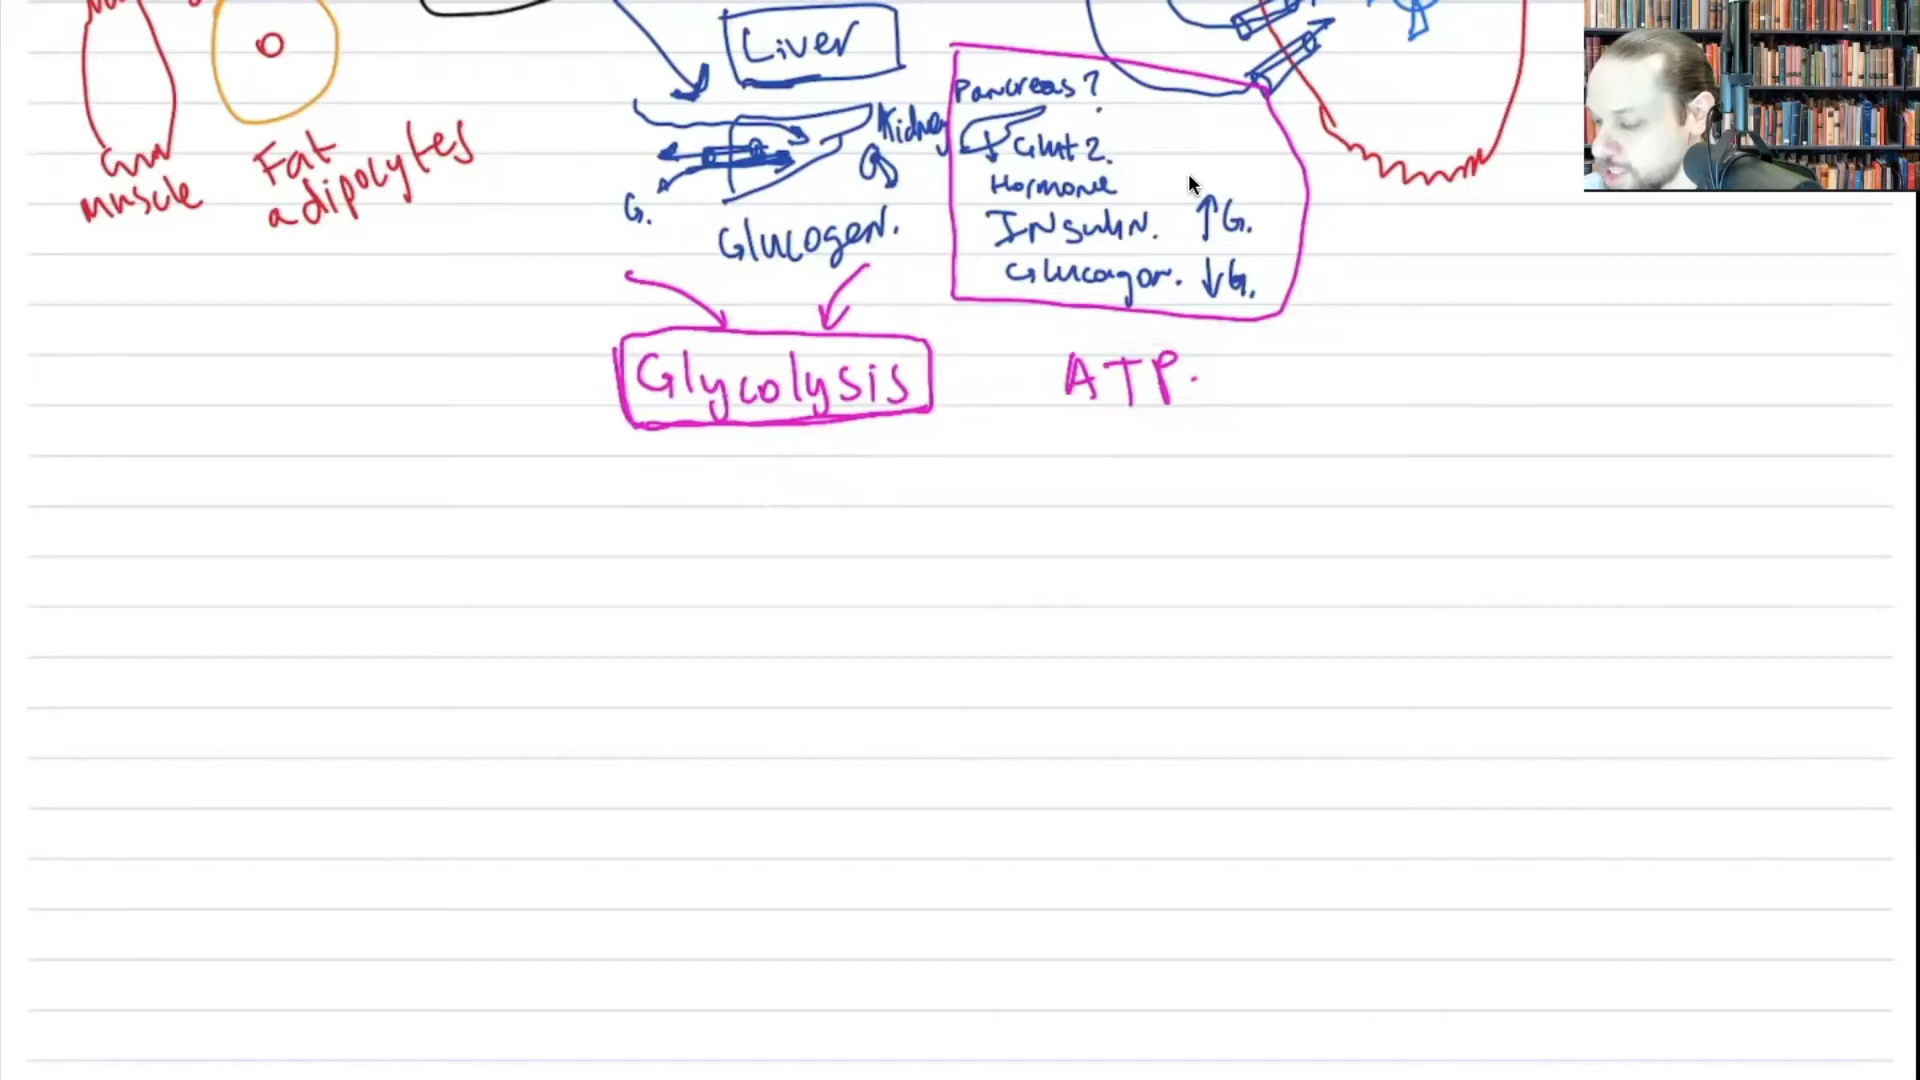 Liver
Pancreas?
Kidney
Glut 2.
Hormone
muscle
Fat
adipocytes
G.
Glucogen.
Insulin. ↑G.
Glucagon. ↓G.
Glycolysis
ATP.